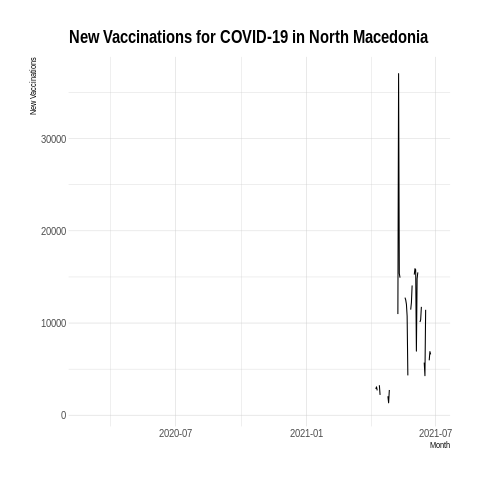 New Vaccinations for COVID-19 in North Macedonia
New Vaccinations
30000
20000
10000
0
2020-07
2021-01
2021-07
Month